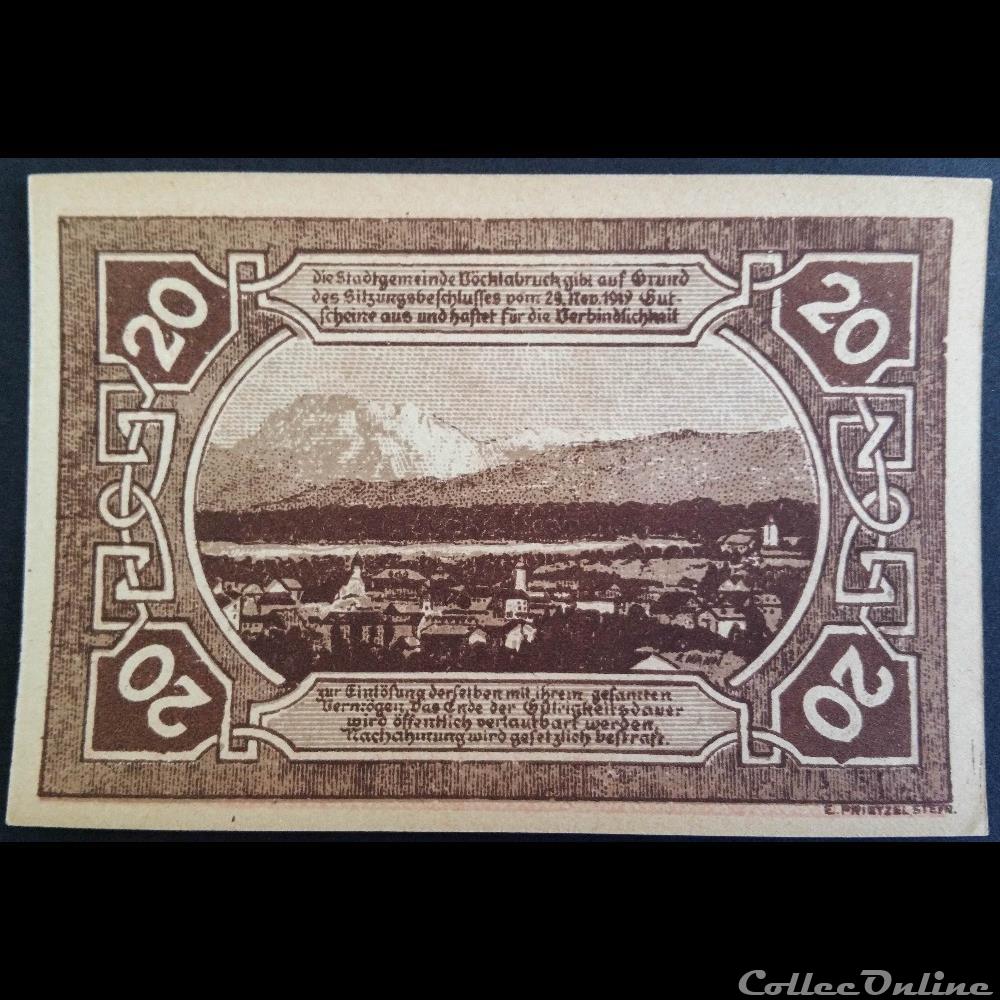 20
20
die Stadtgemeinde Vöcklabruck gibt auf Grund
des Sitzungsbeschlusses vom 28. Nov. 1919 Gut-
scheine aus und haftet für die Verbindlichkeit
zur Einlösung derselben mit ihrem gesamten
Vermögen. Das Ende der Gültigkeitsdauer
wird öffentlich verlautbart werden.
Nachahmung wird gesetzlich bestraft.
20
20
E. PRIETZEL STEYR.
CollecOnline